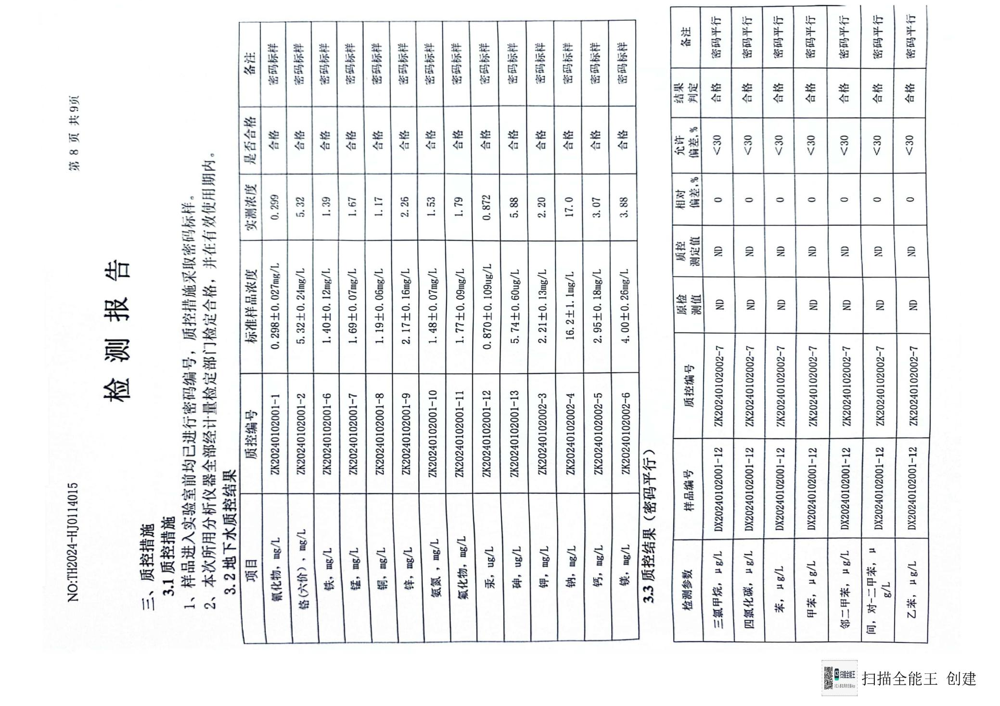 NO:TH2024-HJ0114015 第 8 页 共9页
检 测 报 告
三、质控措施
3.1 质控措施
1、样品进入实验室前均已进行密码编号，质控措施采取密码标样。
2、本次所用分析仪器全部经计量检定部门检定合格，并在有效使用期内。
3.2 地下水质控结果
项目 质控编号 标准样品浓度 实测浓度 是否合格 备注
氰化物，mg/L ZK2024010200​1-1 0.298±0.027mg/L 0.299 合格 密码标样
铬(六价)，mg/L ZK20240102001-2 5.32±0.24mg/L 5.32 合格 密码标样
铁，mg/L ZK20240102001-6 1.40±0.12mg/L 1.39 合格 密码标样
锰，mg/L ZK20240102001-7 1.69±0.07mg/L 1.67 合格 密码标样
铜，mg/L ZK20240102001-8 1.19±0.06mg/L 1.17 合格 密码标样
锌，mg/L ZK20240102001-9 2.17±0.16mg/L 2.26 合格 密码标样
氨氮，mg/L ZK20240102001-10 1.48±0.07mg/L 1.53 合格 密码标样
氟化物，mg/L ZK20240102001-11 1.77±0.09mg/L 1.79 合格 密码标样
汞，ug/L ZK20240102001-12 0.870±0.109ug/L 0.872 合格 密码标样
砷，ug/L ZK20240102001-13 5.74±0.60ug/L 5.88 合格 密码标样
钾，mg/L ZK20240102002-3 2.21±0.13mg/L 2.20 合格 密码标样
钠，mg/L ZK20240102002-4 16.2±1.1mg/L 17.0 合格 密码标样
钙，mg/L ZK20240102002-5 2.95±0.18mg/L 3.07 合格 密码标样
镁，mg/L ZK20240102002-6 4.00±0.26mg/L 3.88 合格 密码标样
3.3 质控结果（密码平行）
检测参数 样品编号 质控编号 原检测值 质控测定值 相对偏差,% 允许偏差,% 结果判定 备注
三氯甲烷，μg/L DX20240102001-12 ZK20240102002-7 ND ND 0 <30 合格 密码平行
四氯化碳，μg/L DX20240102001-12 ZK20240102002-7 ND ND 0 <30 合格 密码平行
苯，μg/L DX20240102001-12 ZK20240102002-7 ND ND 0 <30 合格 密码平行
甲苯，μg/L DX20240102001-12 ZK20240102002-7 ND ND 0 <30 合格 密码平行
邻二甲苯，μg/L DX20240102001-12 ZK20240102002-7 ND ND 0 <30 合格 密码平行
间，对-二甲苯，μg/L DX20240102001-12 ZK20240102002-7 ND ND 0 <30 合格 密码平行
乙苯，μg/L DX20240102001-12 ZK20240102002-7 ND ND 0 <30 合格 密码平行
CS 扫描全能王
3亿人都在用的扫描App
扫描全能王 创建